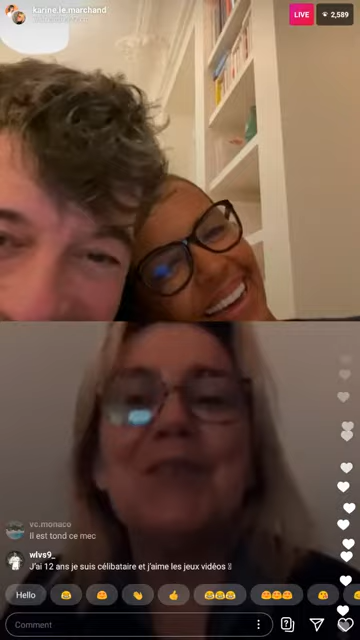 karine.le.marchand
LIVE 2,589
vc.monaco
Il est tond ce mec
wlvs9_
J'ai 12 ans je suis célibataire et j'aime les jeux vidéos
Hello
Comment